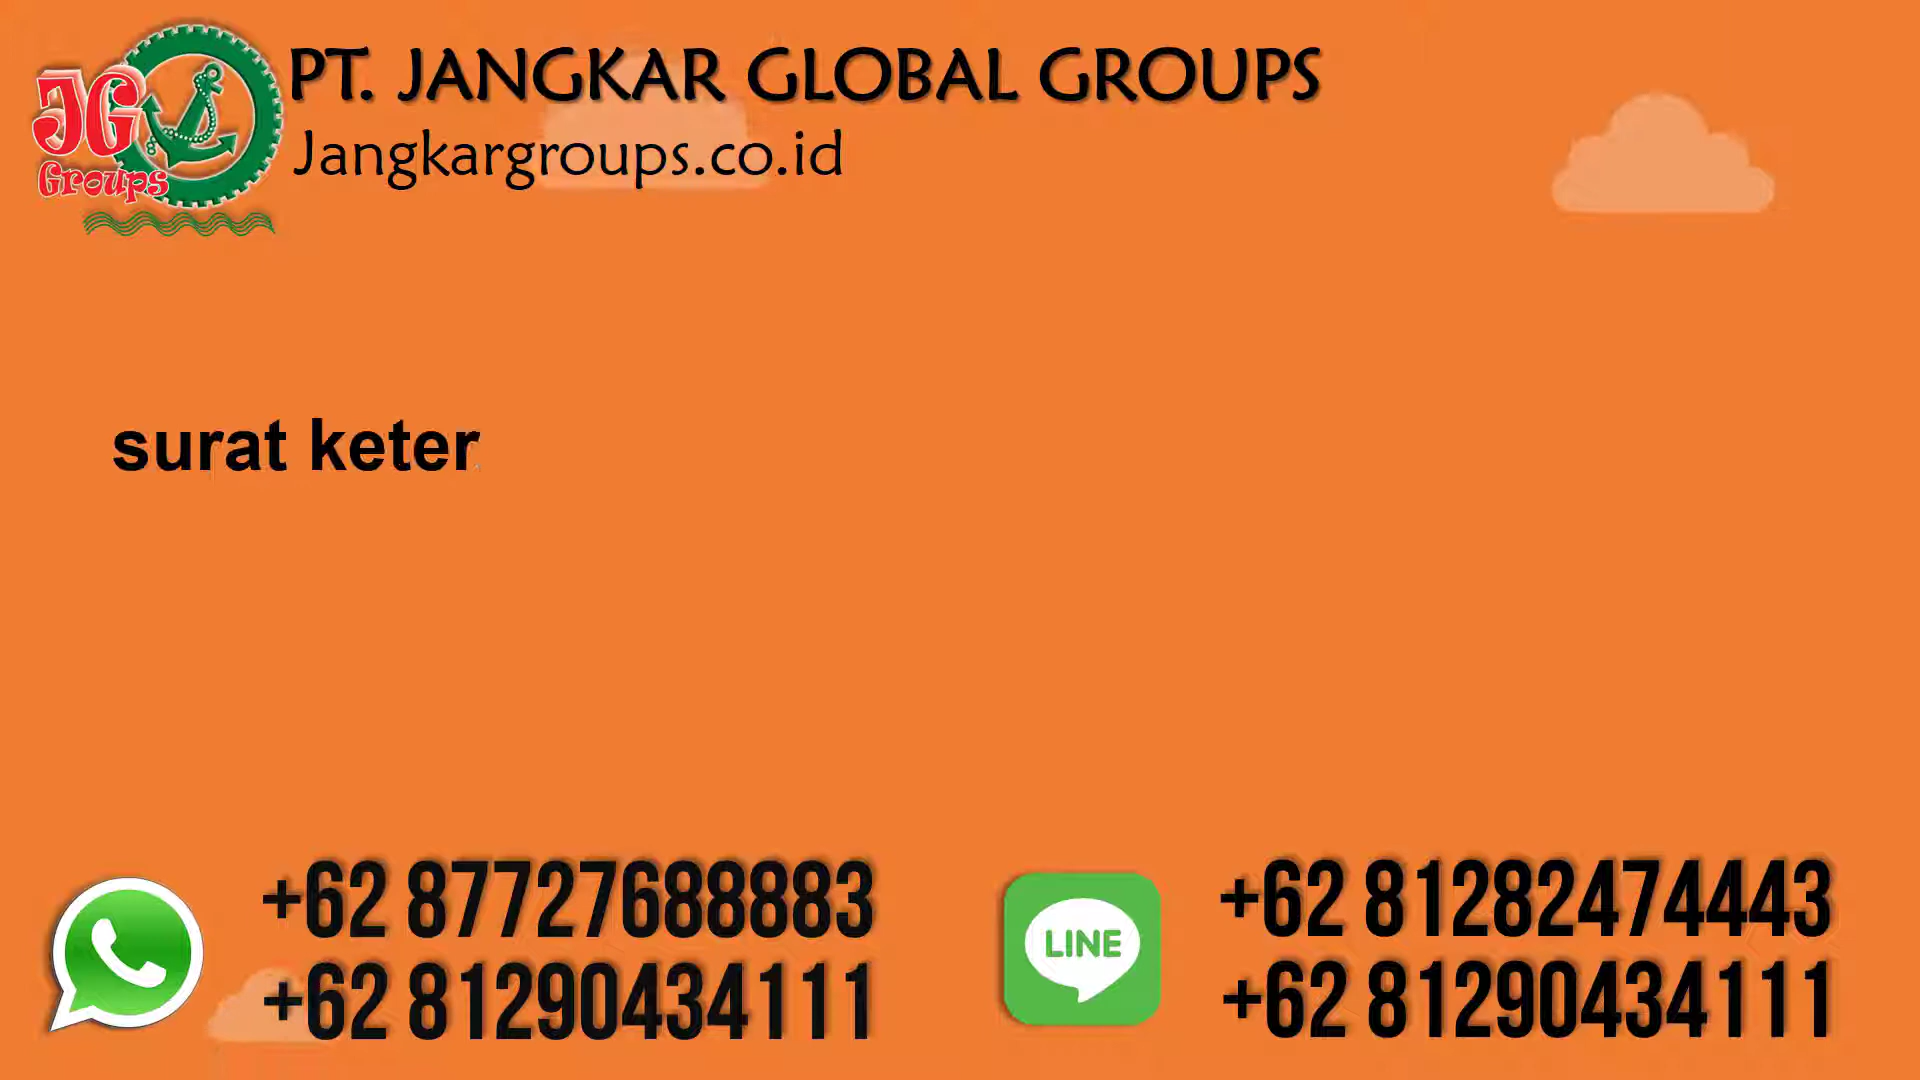 JG
Groups
PT. JANGKAR GLOBAL GROUPS
Jangkargroups.co.id
surat keter
+62 87727688883
+62 81290434111
LINE
+62 81282474443
+62 81290434111